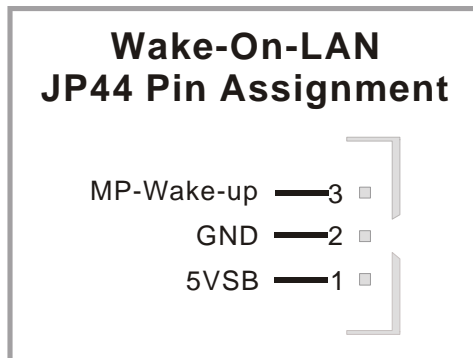 Wake-On-LAN
JP44 Pin Assignment
MP-Wake-up 3
GND 2
5VSB 1